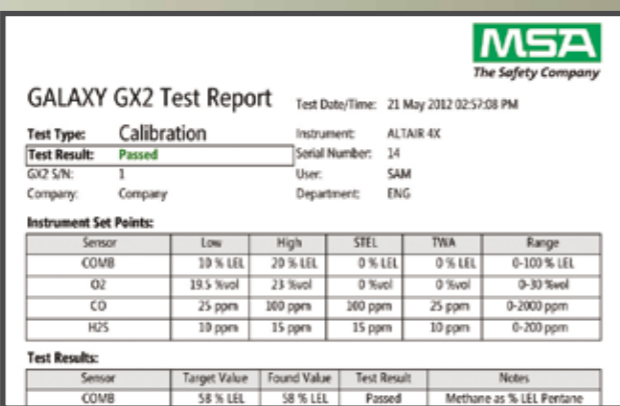 MSA
The Safety Company
GALAXY GX2 Test Report Test Date/Time: 21 May 2012 02:57:08 PM
Test Type: Calibration Instrument: ALTAIR 4X
Test Result: Passed Serial Number: 14
GX2 S/N: 1 User: SAM
Company: Company Department: ENG
Instrument Set Points:
Sensor Low High STEL TWA Range
COMB 10 % LEL 20 % LEL 0 % LEL 0 % LEL 0-100 % LEL
O2 19.5 %vol 23 %vol 0 %vol 0 %vol 0-30 %vol
CO 25 ppm 100 ppm 100 ppm 25 ppm 0-2000 ppm
H2S 10 ppm 15 ppm 15 ppm 10 ppm 0-200 ppm
Test Results:
Sensor Target Value Found Value Test Result Notes
COMB 58 % LEL 58 % LEL Passed Methane as % LEL Pentane